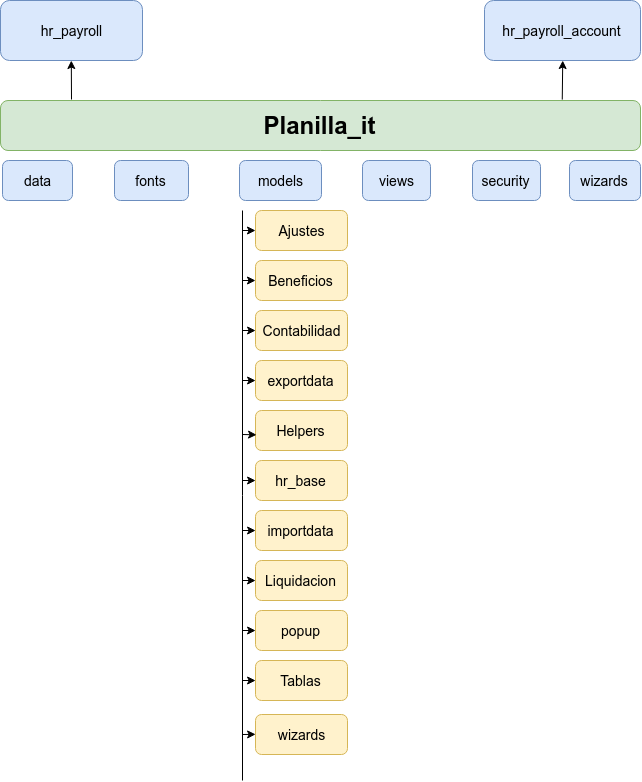 hr_payroll
hr_payroll_account
Planilla_it
data
fonts
models
views
security
wizards
Ajustes
Beneficios
Contabilidad
exportdata
Helpers
hr_base
importdata
Liquidacion
popup
Tablas
wizards